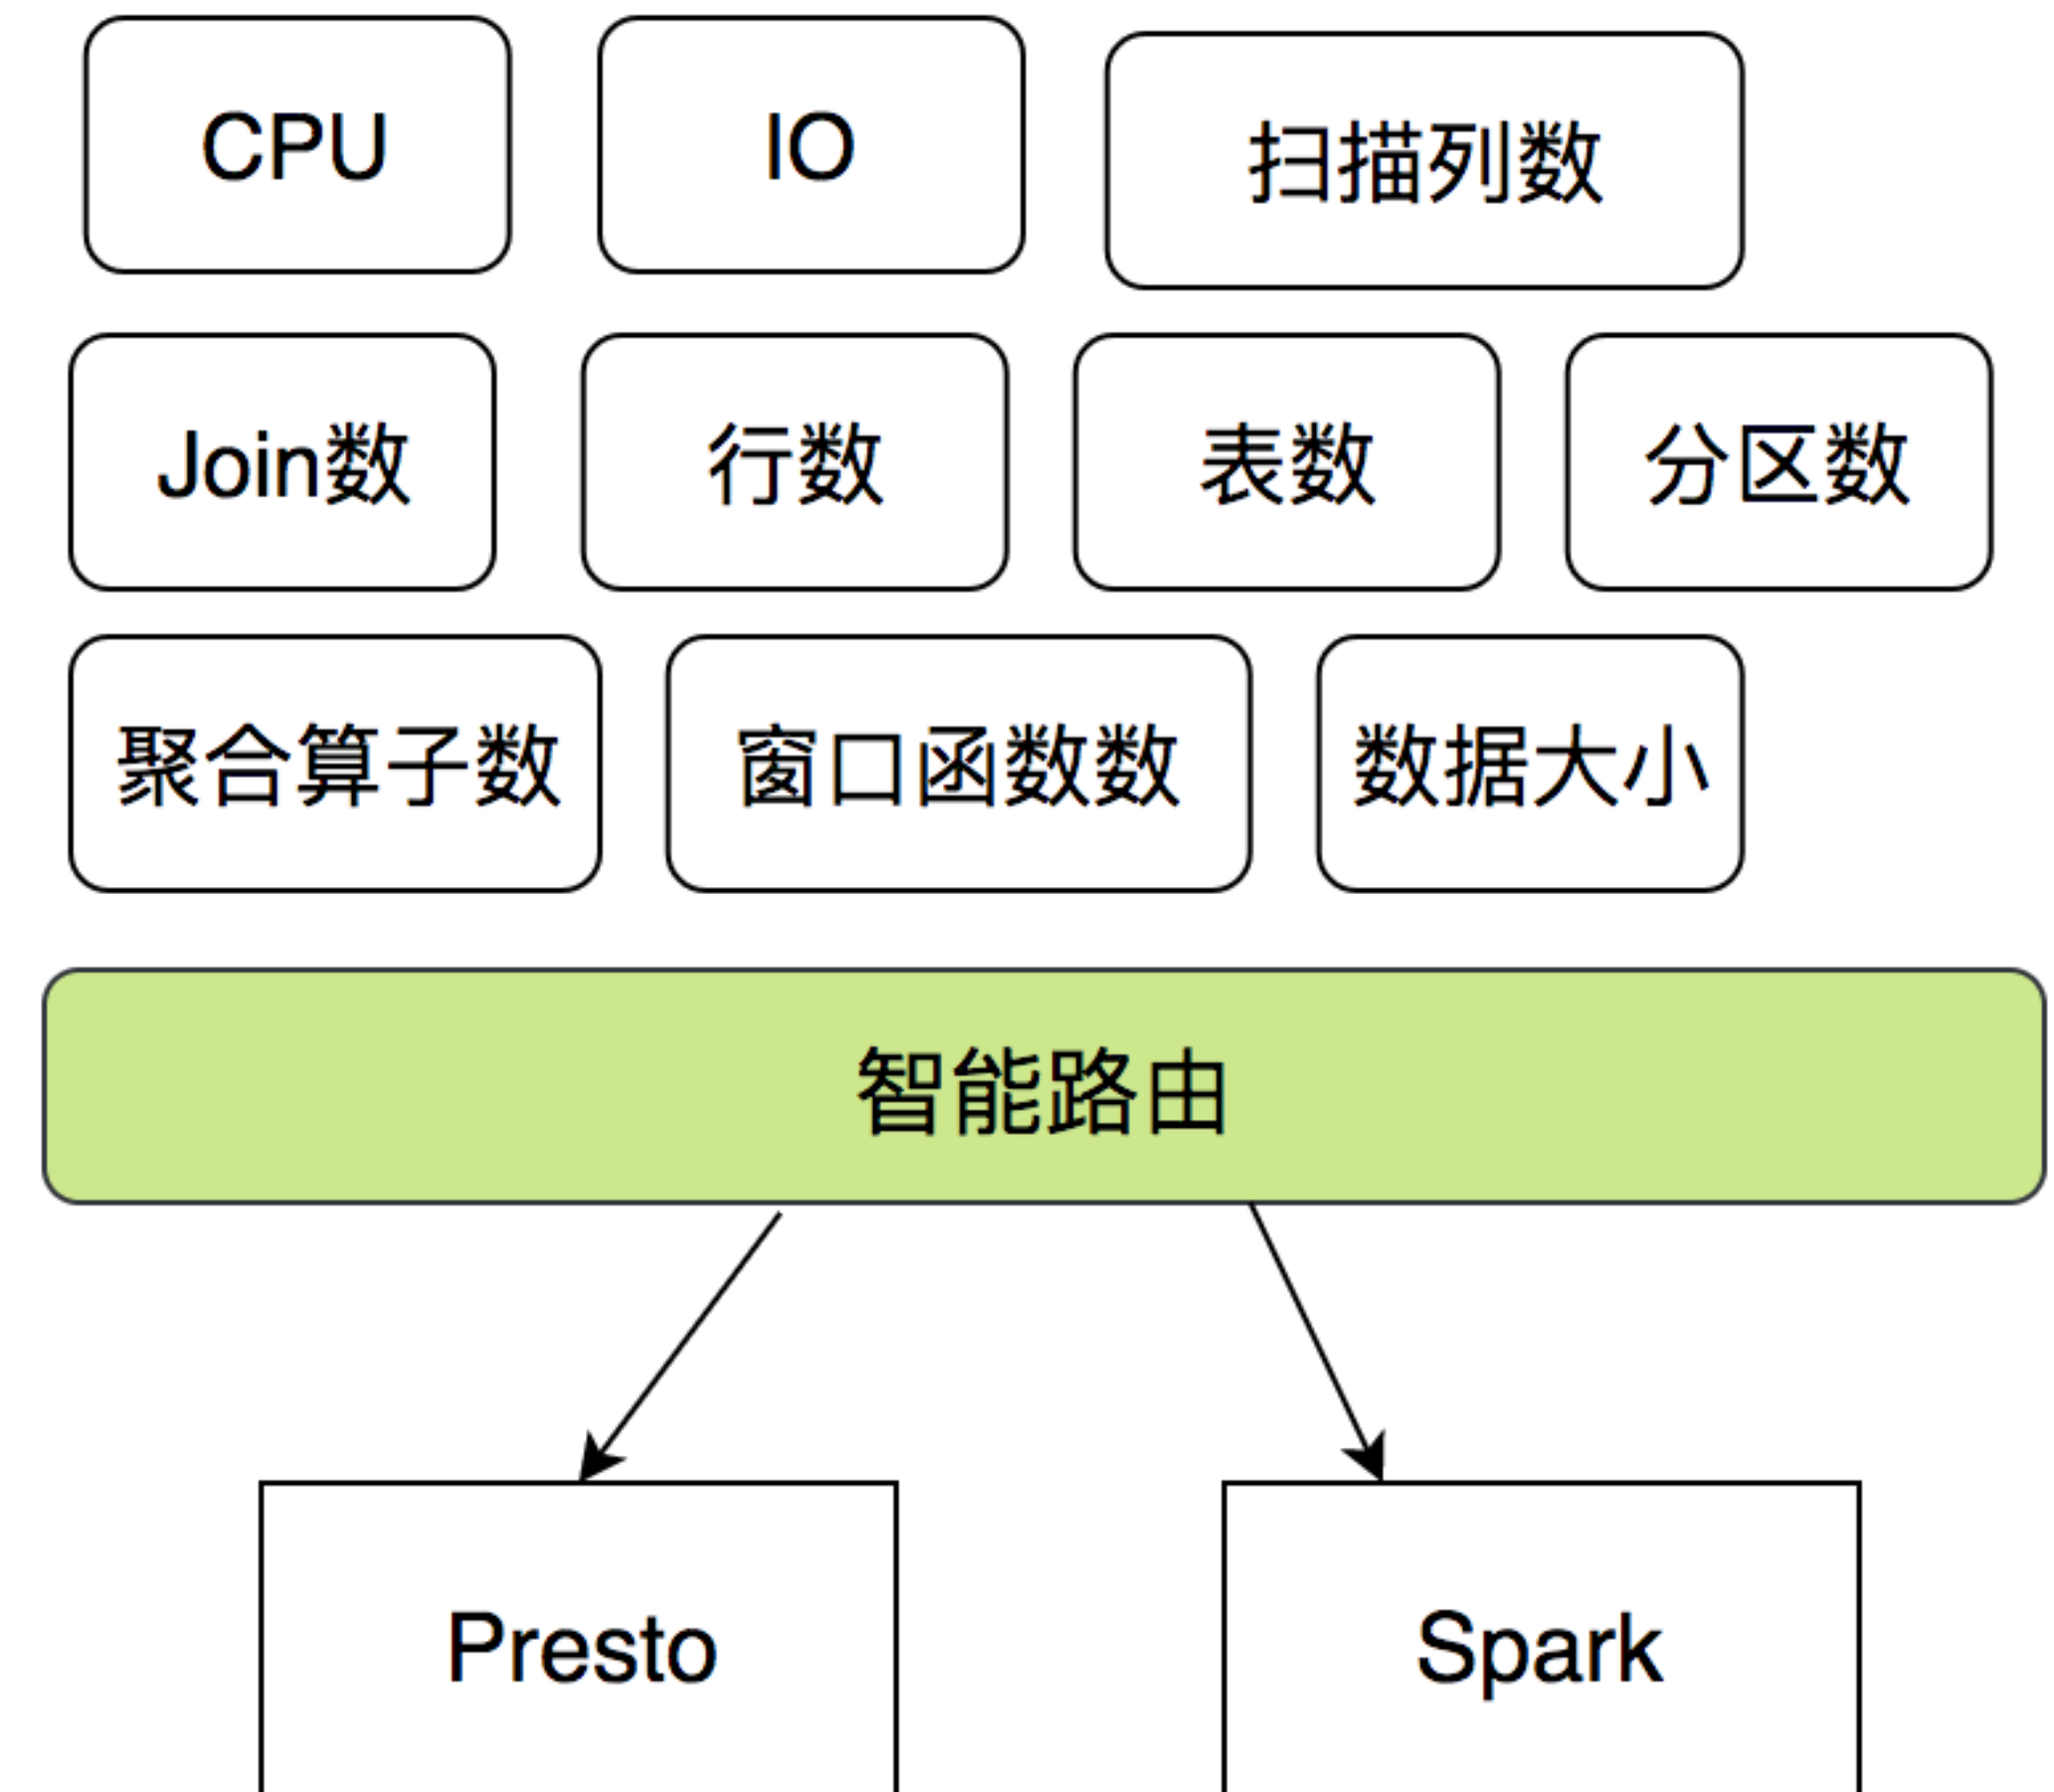 CPU
IO
扫描列数
Join数
行数
表数
分区数
聚合算子数
窗口函数数
数据大小
智能路由
Presto
Spark